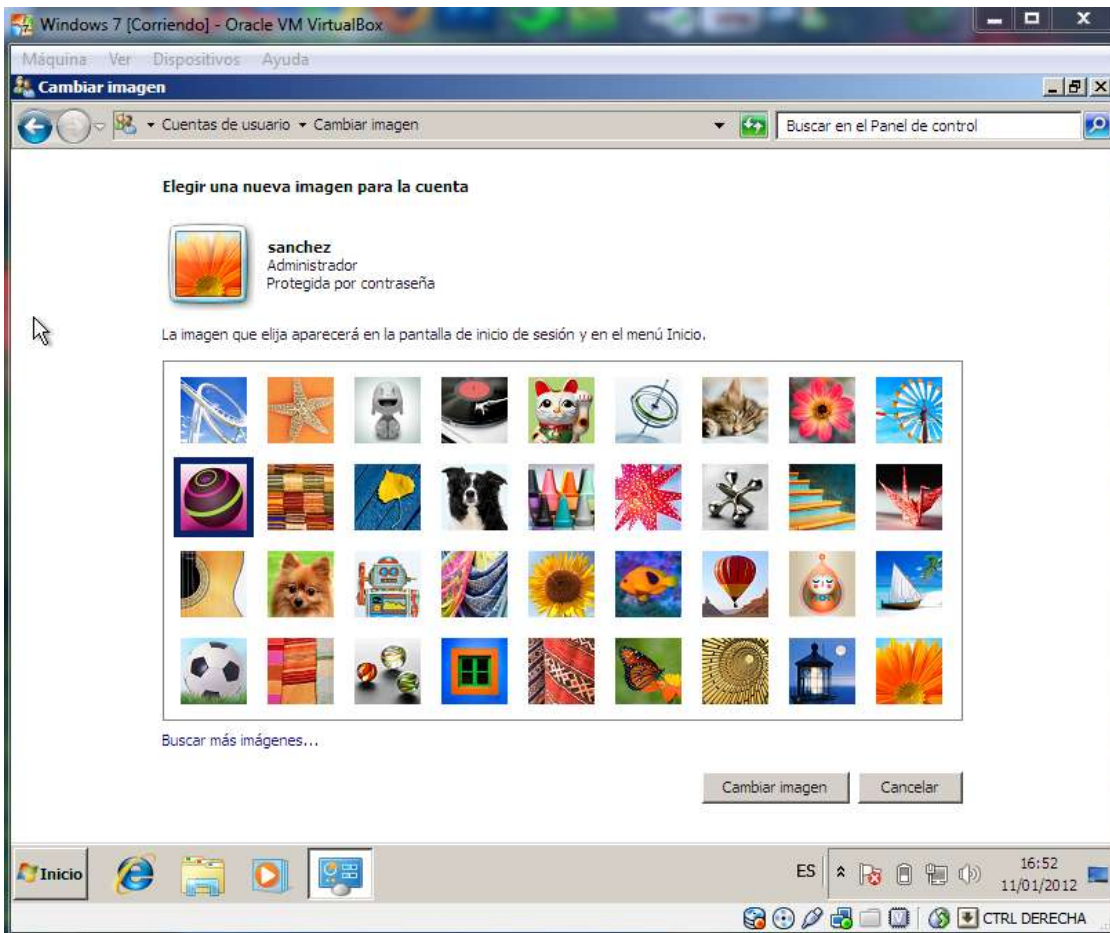 Windows 7 [Corriendo] - Oracle VM VirtualBox
Máquina Ver Dispositivos Ayuda
Cambiar imagen
Cuentas de usuario Cambiar imagen
Buscar en el Panel de control
Elegir una nueva imagen para la cuenta
sanchez
Administrador
Protegida por contraseña
La imagen que elija aparecerá en la pantalla de inicio de sesión y en el menú Inicio.
Buscar más imágenes...
Cambiar imagen Cancelar
Inicio ES 16:52
11/01/2012
CTRL DERECHA